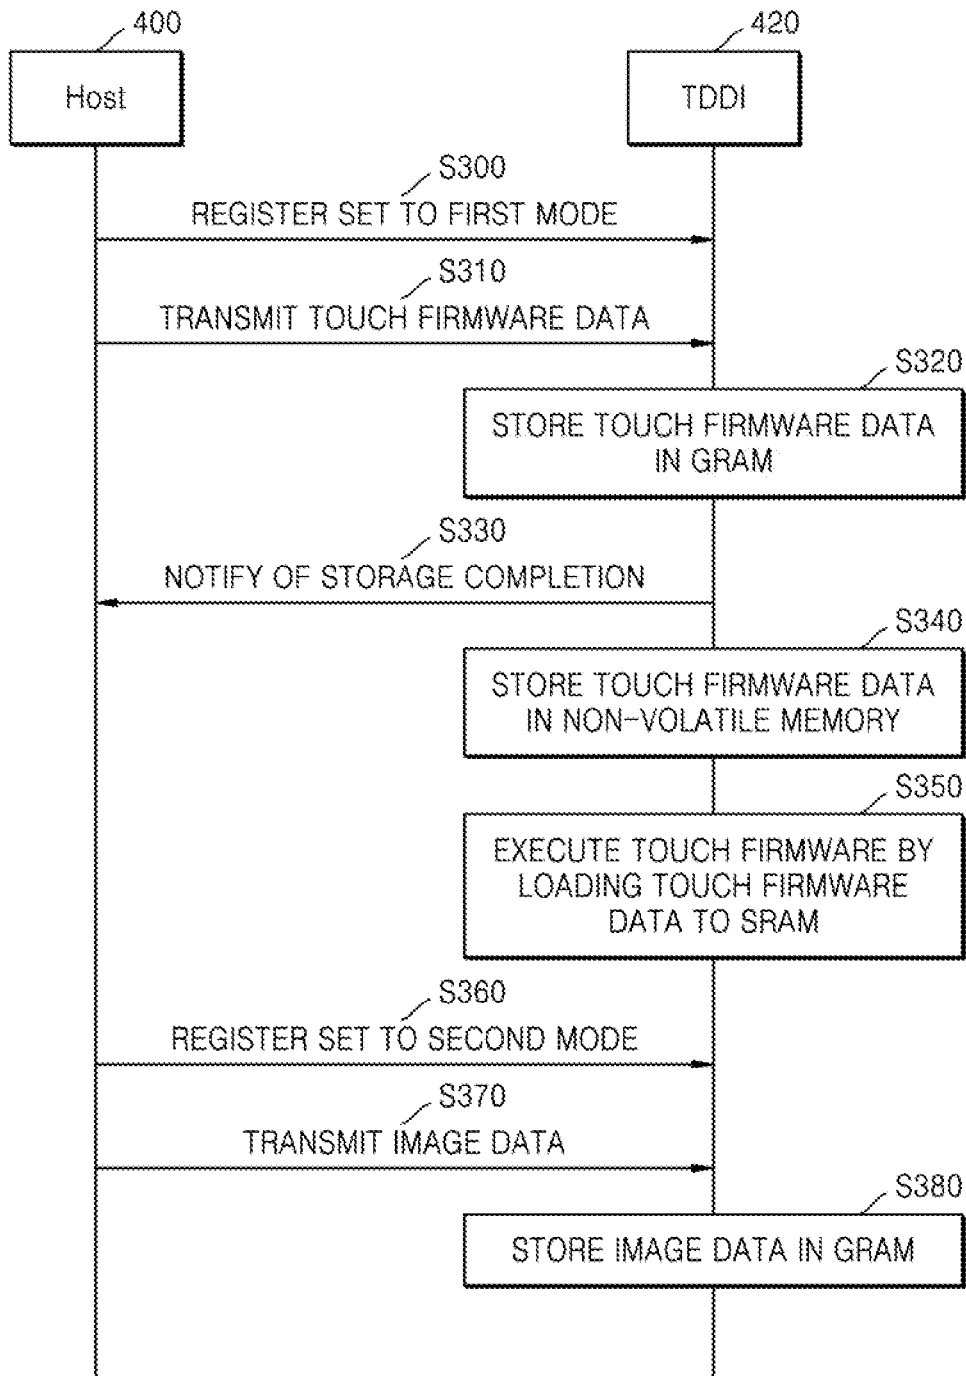 400
420
Host
TDDI
S300
REGISTER SET TO FIRST MODE
S310
TRANSMIT TOUCH FIRMWARE DATA
S320
STORE TOUCH FIRMWARE DATA
IN GRAM
S330
NOTIFY OF STORAGE COMPLETION
S340
STORE TOUCH FIRMWARE DATA
IN NON-VOLATILE MEMORY
S350
EXECUTE TOUCH FIRMWARE BY
LOADING TOUCH FIRMWARE
DATA TO SRAM
S360
REGISTER SET TO SECOND MODE
S370
TRANSMIT IMAGE DATA
S380
STORE IMAGE DATA IN GRAM